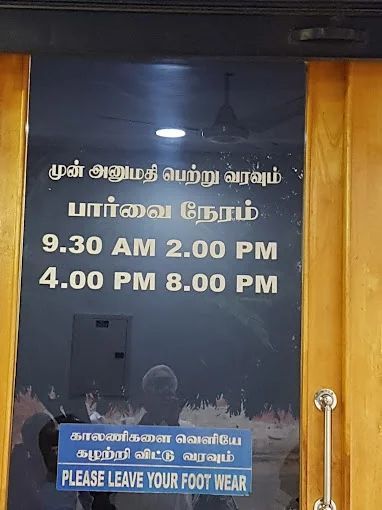 முன் அனுமதி பெற்று வரவும்
பார்வை நேரம்
9.30 AM 2.00 PM
4.00 PM 8.00 PM
காலணிகளை வெளியே
கழற்றி விட்டு வரவும்
PLEASE LEAVE YOUR FOOT WEAR